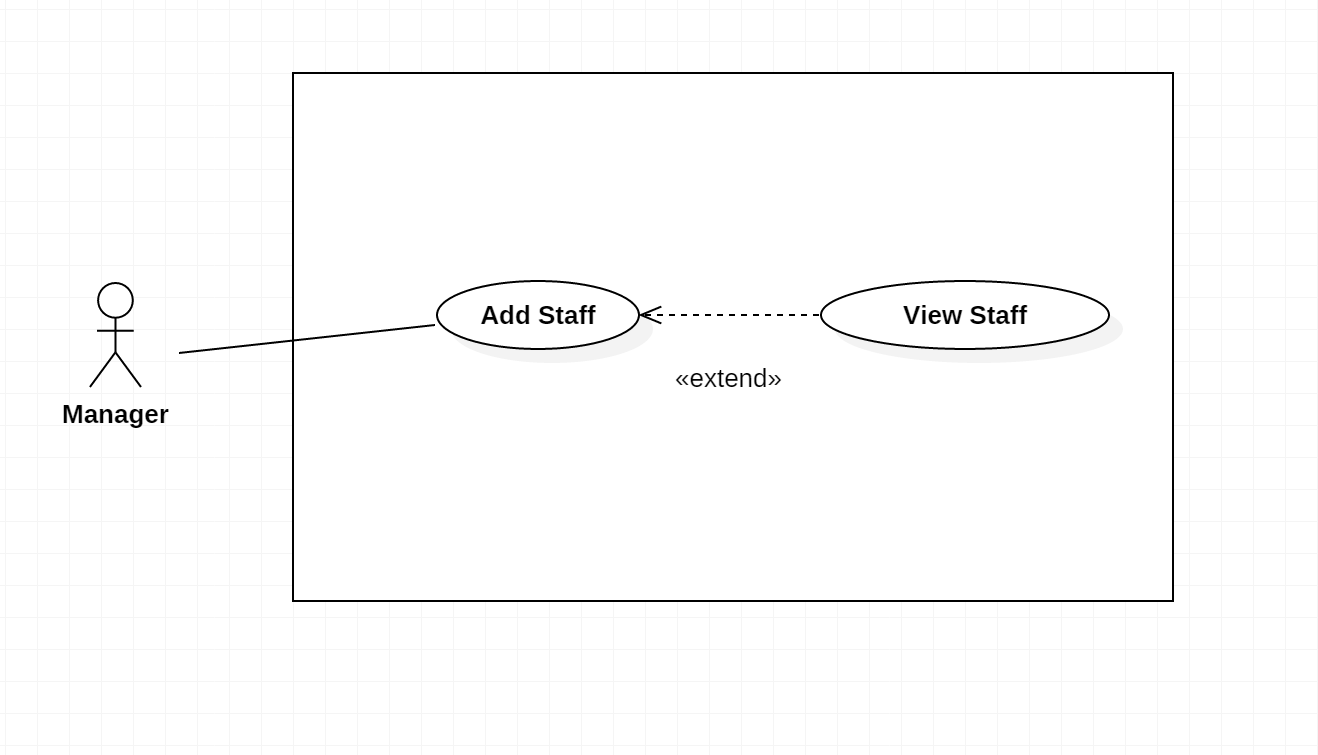 Add Staff
View Staff
«extend»
Manager